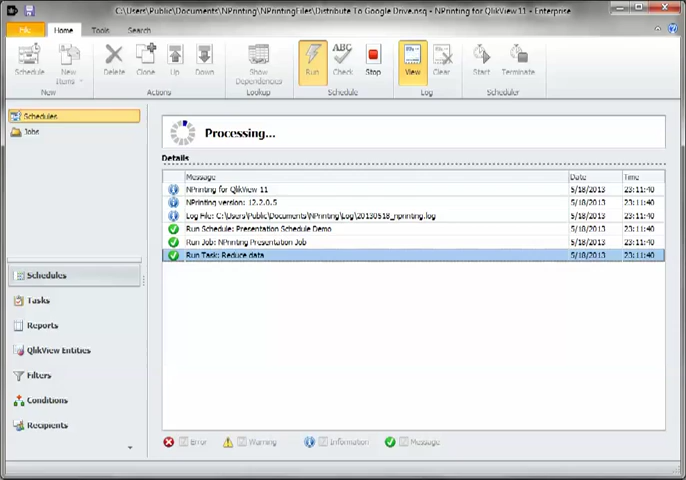 C:\Users\Public\Documents\NPrinting\NPrintingFiles\Distribute To Google Drive.nsq - NPrinting for QlikView 11 - Enterprise
File Home Tools Search
Schedule New Items Delete Clone Up Down Show Dependencies Run Check Stop View Clear Start Terminate
New Actions Lookup Schedule Log Scheduler
Schedules
Jobs
Processing...
Details
Message Date Time
NPrinting for QlikView 11 5/18/2013 23:11:40
NPrinting version: 12.2.0.5 5/18/2013 23:11:40
Log File: C:\Users\Public\Documents\NPrinting\Log\20130518_nprinting.log 5/18/2013 23:11:40
Run Schedule: Presentation Schedule Demo 5/18/2013 23:11:40
Run Job: NPrinting Presentation Job 5/18/2013 23:11:40
Run Task: Reduce data 5/18/2013 23:11:40
Schedules
Tasks
Reports
QlikView Entities
Filters
Conditions
Recipients
Error Warning Information Message